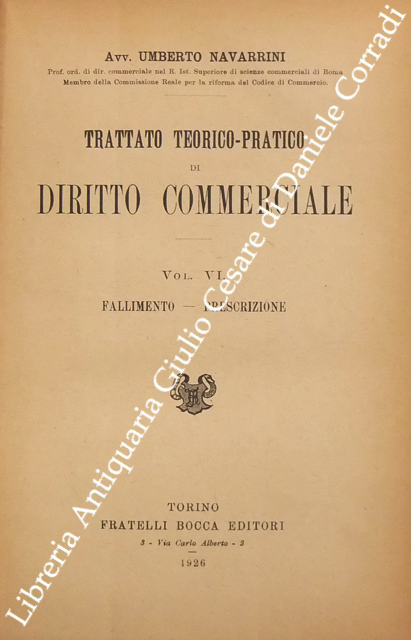 Avv. UMBERTO NAVARRINI
Prof. ord. di dir. commerciale nel R. Ist. Superiore di scienze commerciali di Roma
Membro della Commissione Reale per la riforma del Codice di Commercio.
TRATTATO TEORICO-PRATICO
DI
DIRITTO COMMERCIALE
Vol. VI.
FALLIMENTO — PRESCRIZIONE
TORINO
FRATELLI BOCCA EDITORI
3 - Via Carlo Alberto - 3
1926
Libreria Antiquaria Giulio Cesare di Daniele Corradi